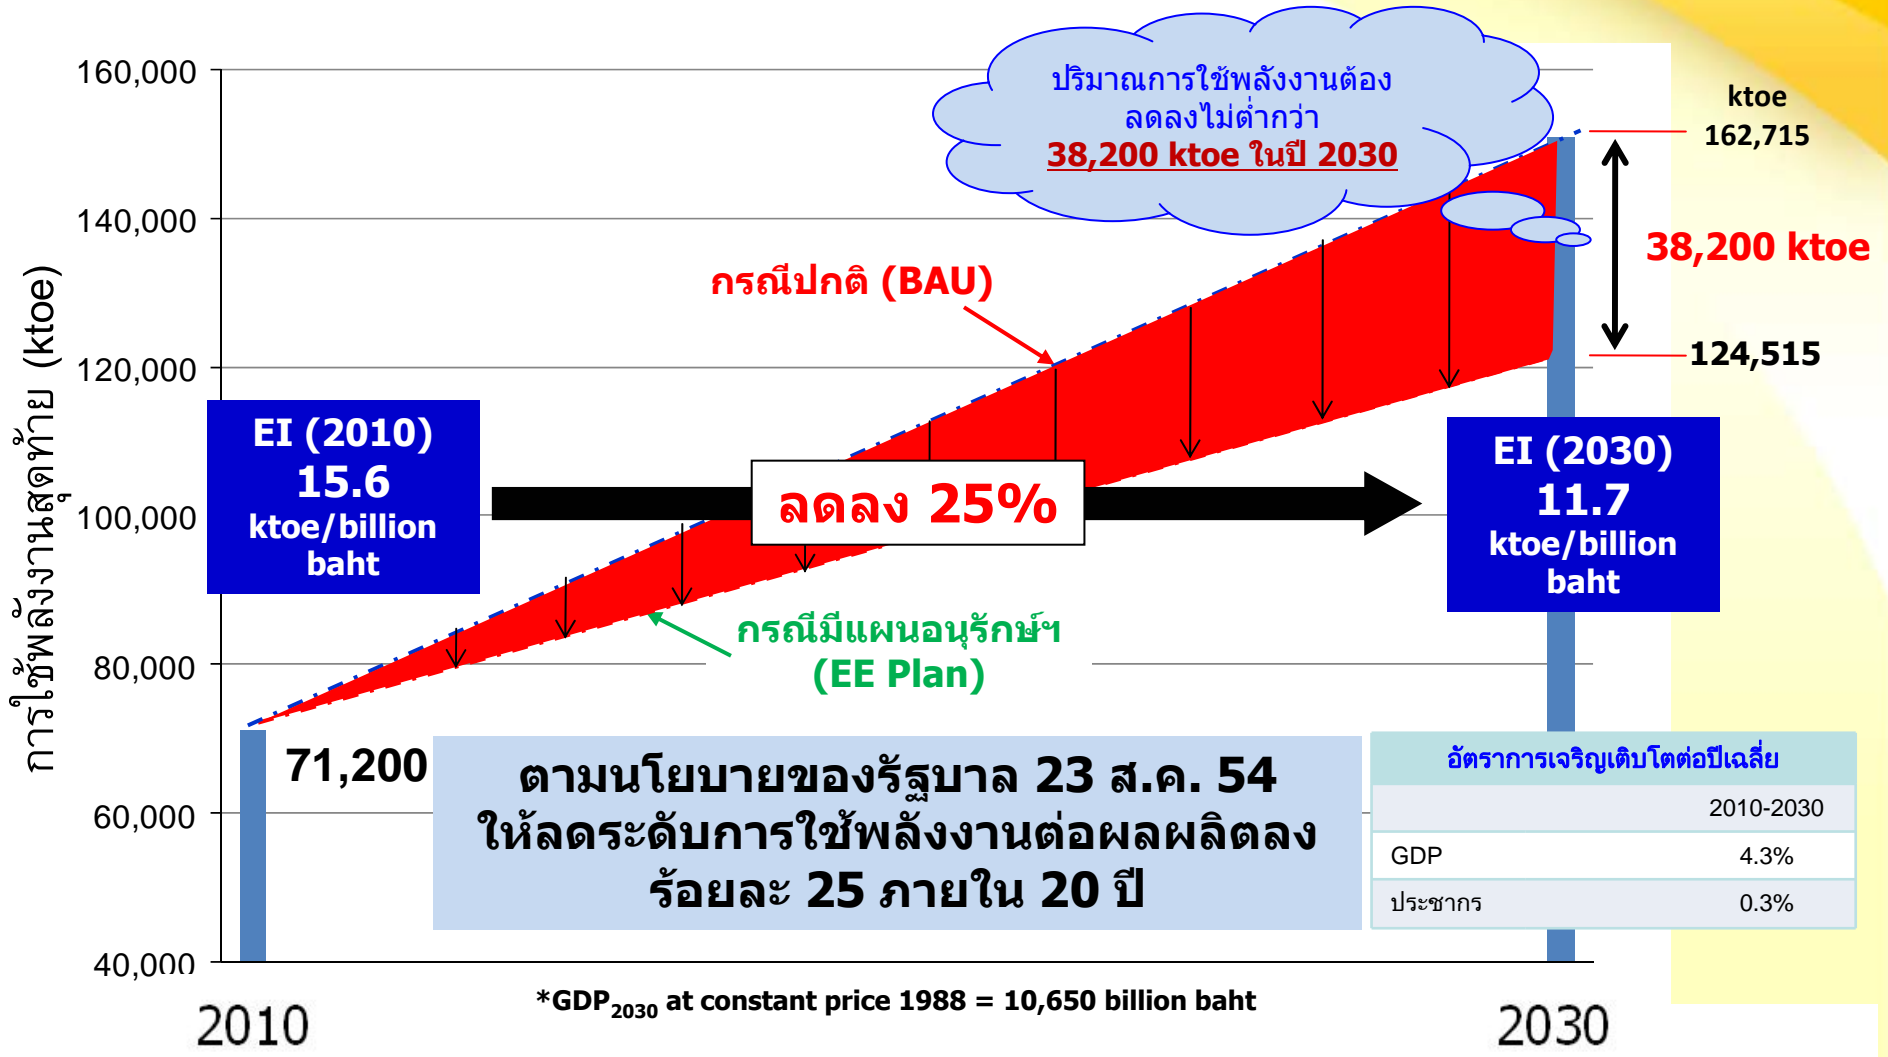 160,000
140,000
120,000
100,000
80,000
60,000
40,000
การใช้พลังงานสุดท้าย (ktoe)
ปริมาณการใช้พลังงานต้อง
ลดลงไม่ต่ำกว่า
38,200 ktoe ในปี 2030
ktoe
162,715
38,200 ktoe
124,515
กรณีปกติ (BAU)
EI (2010)
15.6
ktoe/billion
baht
ลดลง 25%
EI (2030)
11.7
ktoe/billion
baht
กรณีมีแผนอนุรักษ์ฯ
(EE Plan)
71,200
ตามนโยบายของรัฐบาล 23 ส.ค. 54
ให้ลดระดับการใช้พลังงานต่อผลผลิตลง
ร้อยละ 25 ภายใน 20 ปี
อัตราการเจริญเติบโตต่อปีเฉลี่ย
2010-2030
GDP 4.3%
ประชากร 0.3%
*GDP2030 at constant price 1988 = 10,650 billion baht
2010
2030